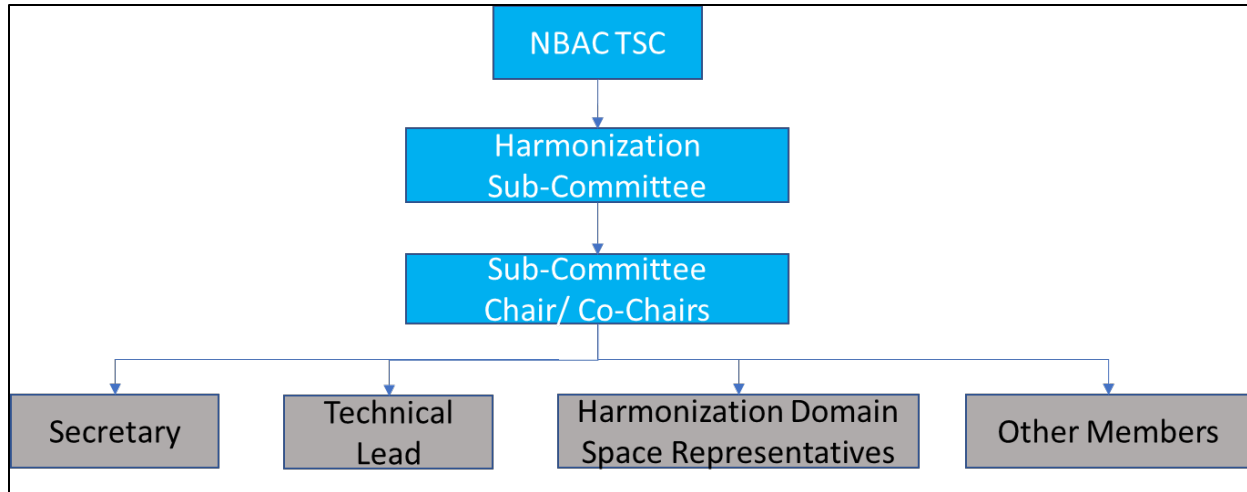 NBAC TSC
Harmonization
Sub-Committee
Sub-Committee
Chair/ Co-Chairs
Secretary
Technical
Lead
Harmonization Domain
Space Representatives
Other Members